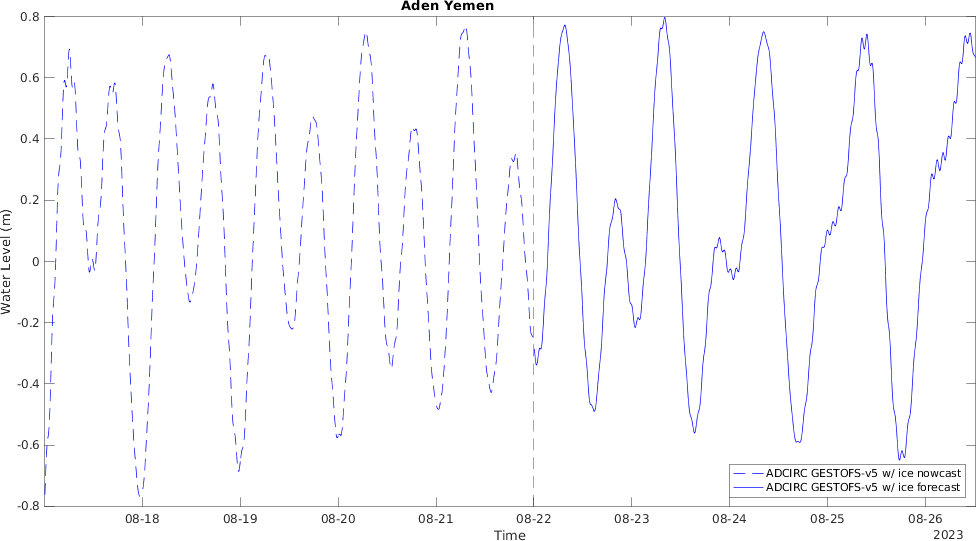 Aden Yemen
0.8
0.6
0.4
0.2
0
-0.2
-0.4
-0.6
-0.8
Water Level (m)
ADCIRC GESTOFS-v5 w/ ice nowcast
ADCIRC GESTOFS-v5 w/ ice forecast
08-18 08-19 08-20 08-21 08-22 08-23 08-24 08-25 08-26
Time
2023